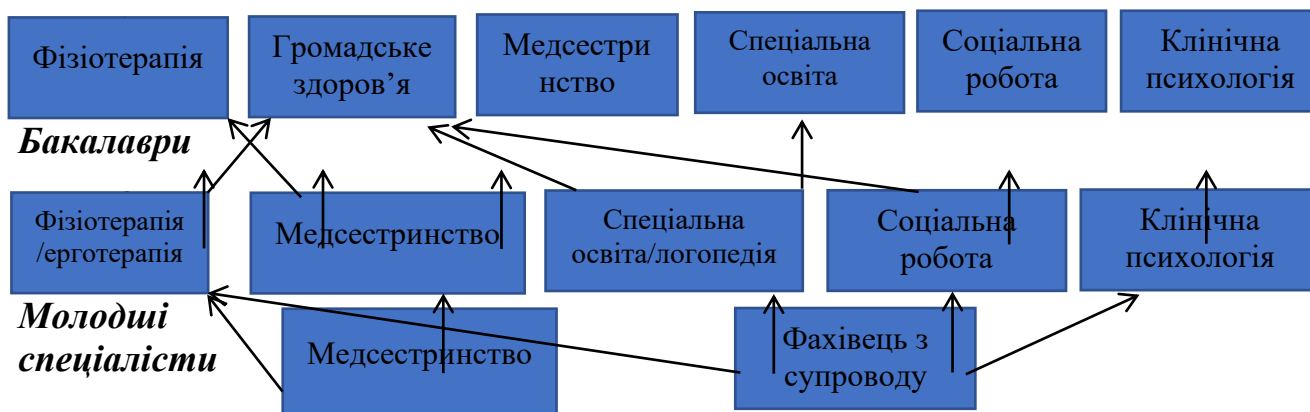 Фізіотерапія
Громадське
здоров’я
Медсестри
нство
Спеціальна
освіта
Соціальна
робота
Клінічна
психологія
Бакалаври
Фізіотерапія
/ерготерапія
Медсестринство
Спеціальна
освіта/логопедія
Соціальна
робота
Клінічна
психологія
Молодші
спеціалісти
Медсестринство
Фахівець з
супроводу